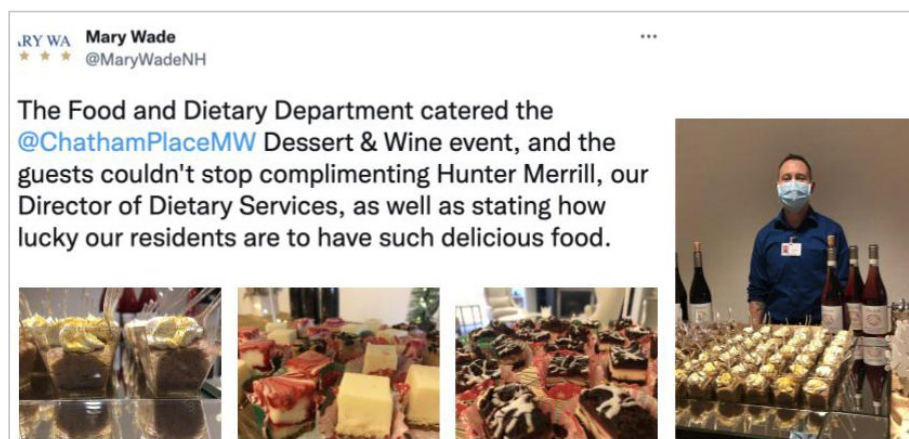 ARY WA
Mary Wade
@MaryWadeNH
The Food and Dietary Department catered the
@ChathamPlaceMW Dessert & Wine event, and the
guests couldn't stop complimenting Hunter Merrill, our
Director of Dietary Services, as well as stating how
lucky our residents are to have such delicious food.